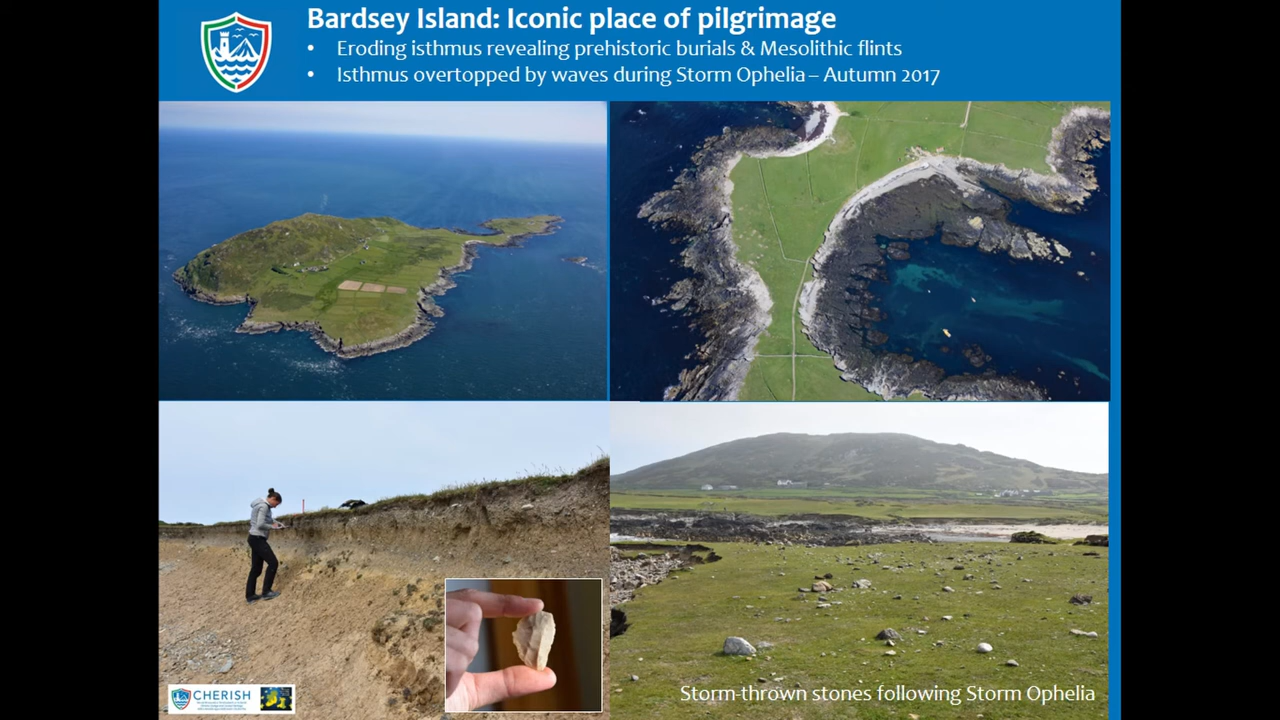 Bardsey Island: Iconic place of pilgrimage
• Eroding isthmus revealing prehistoric burials & Mesolithic flints
• Isthmus overtopped by waves during Storm Ophelia – Autumn 2017
Storm-thrown stones following Storm Ophelia
CHERISH